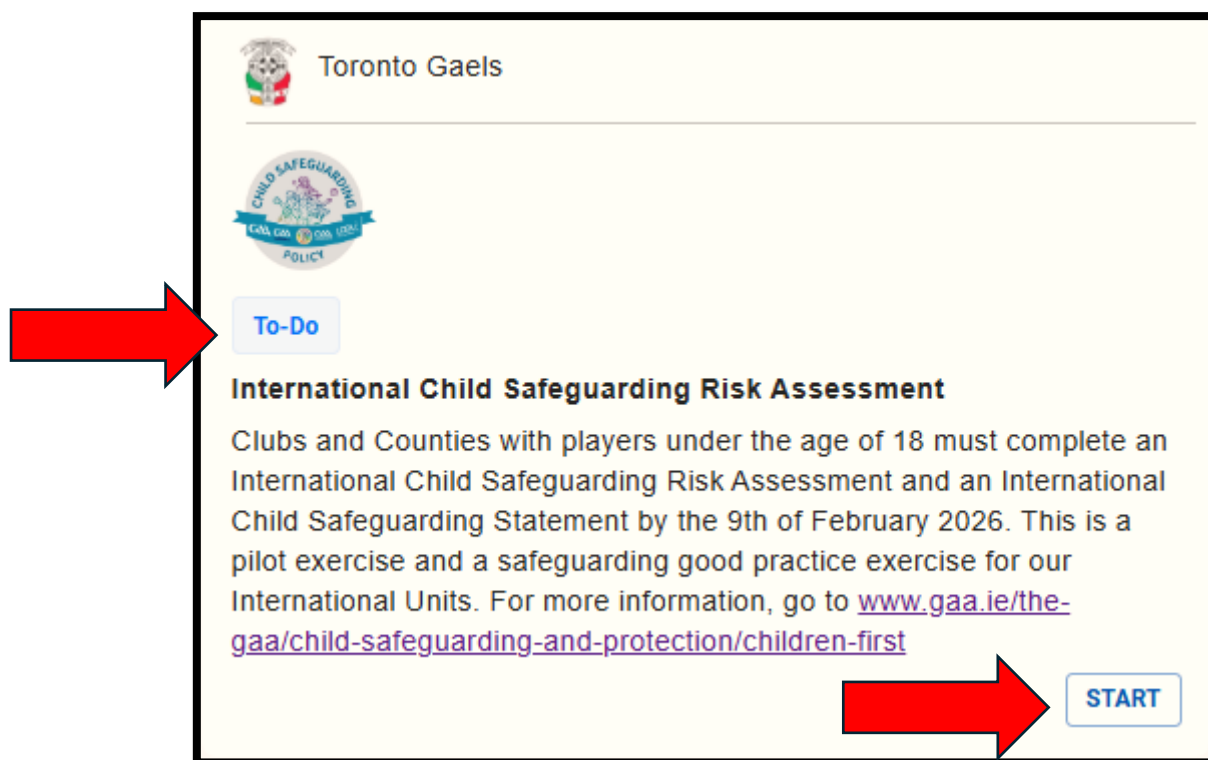 Toronto Gaels
CHILD SAFEGUARDING
POLICY
To-Do
International Child Safeguarding Risk Assessment
Clubs and Counties with players under the age of 18 must complete an
International Child Safeguarding Risk Assessment and an International
Child Safeguarding Statement by the 9th of February 2026. This is a
pilot exercise and a safeguarding good practice exercise for our
International Units. For more information, go to www.gaa.ie/the-
gaa/child-safeguarding-and-protection/children-first
START